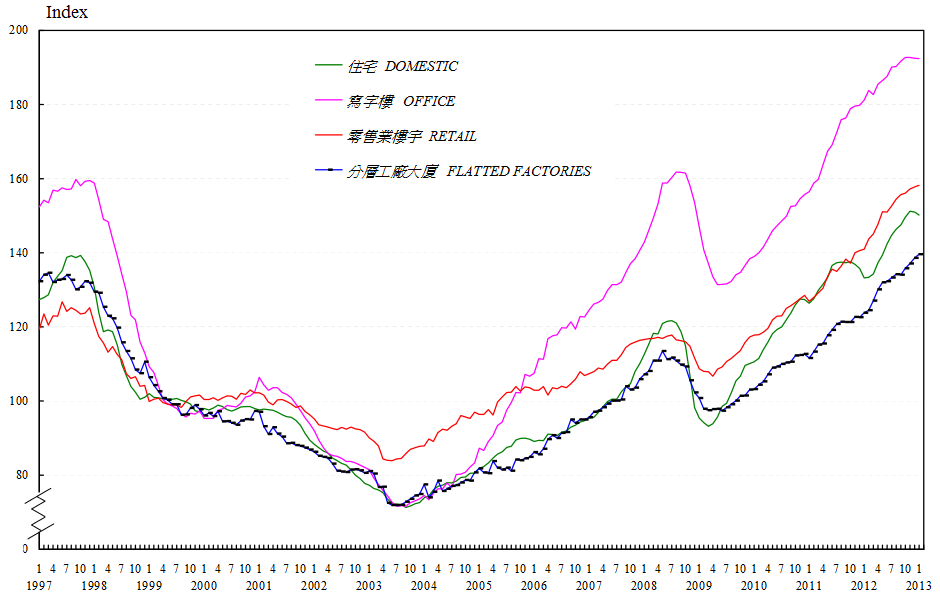 Index
200
住宅 DOMESTIC
寫字樓 OFFICE
180
零售業樓宇 RETAIL
分層工廠大廈 FLATTED FACTORIES
160
140
120
100
80
0
1 4 7 10 1 4 7 10 1 4 7 10 1 4 7 10 1 4 7 10 1 4 7 10 1 4 7 10 1 4 7 10 1 4 7 10 1 4 7 10 1 4 7 10 1 4 7 10 1 4 7 10 1 4 7 10 1 4 7 10 1 4 7 10 1
1997 1998 1999 2000 2001 2002 2003 2004 2005 2006 2007 2008 2009 2010 2011 2012 2013